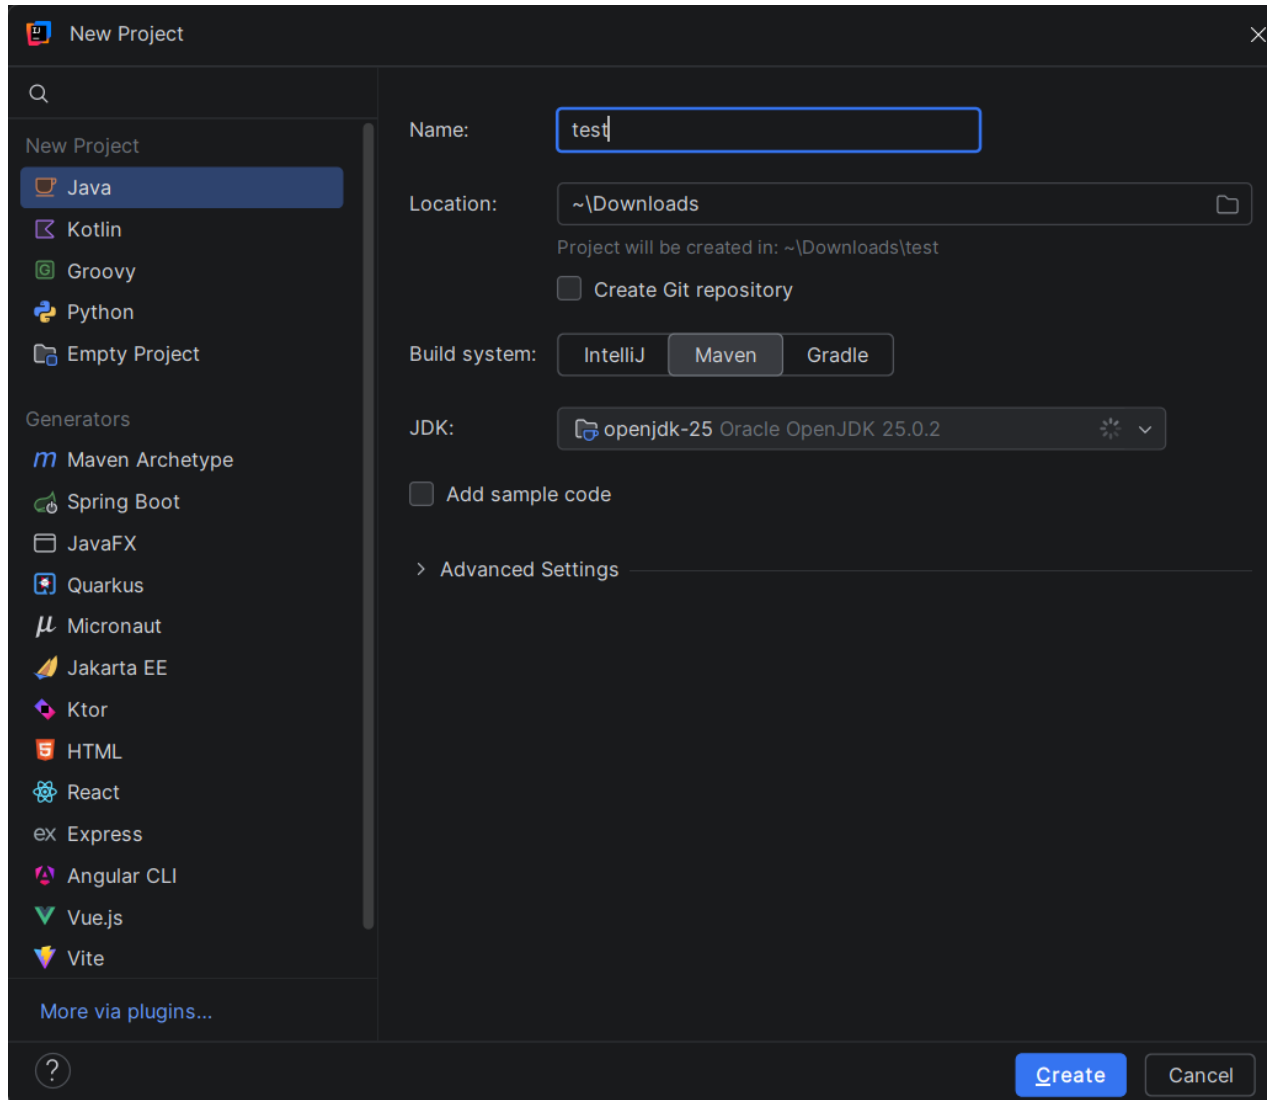 New Project
New Project
Java
Kotlin
Groovy
Python
Empty Project
Generators
Maven Archetype
Spring Boot
JavaFX
Quarkus
Micronaut
Jakarta EE
Ktor
HTML
React
ex Express
Angular CLI
Vue.js
Vite
More via plugins...
Name: test
Location: ~\Downloads
Project will be created in: ~\Downloads\test
Create Git repository
Build system: IntelliJ Maven Gradle
JDK: openjdk-25 Oracle OpenJDK 25.0.2
Add sample code
Advanced Settings
?
Create Cancel